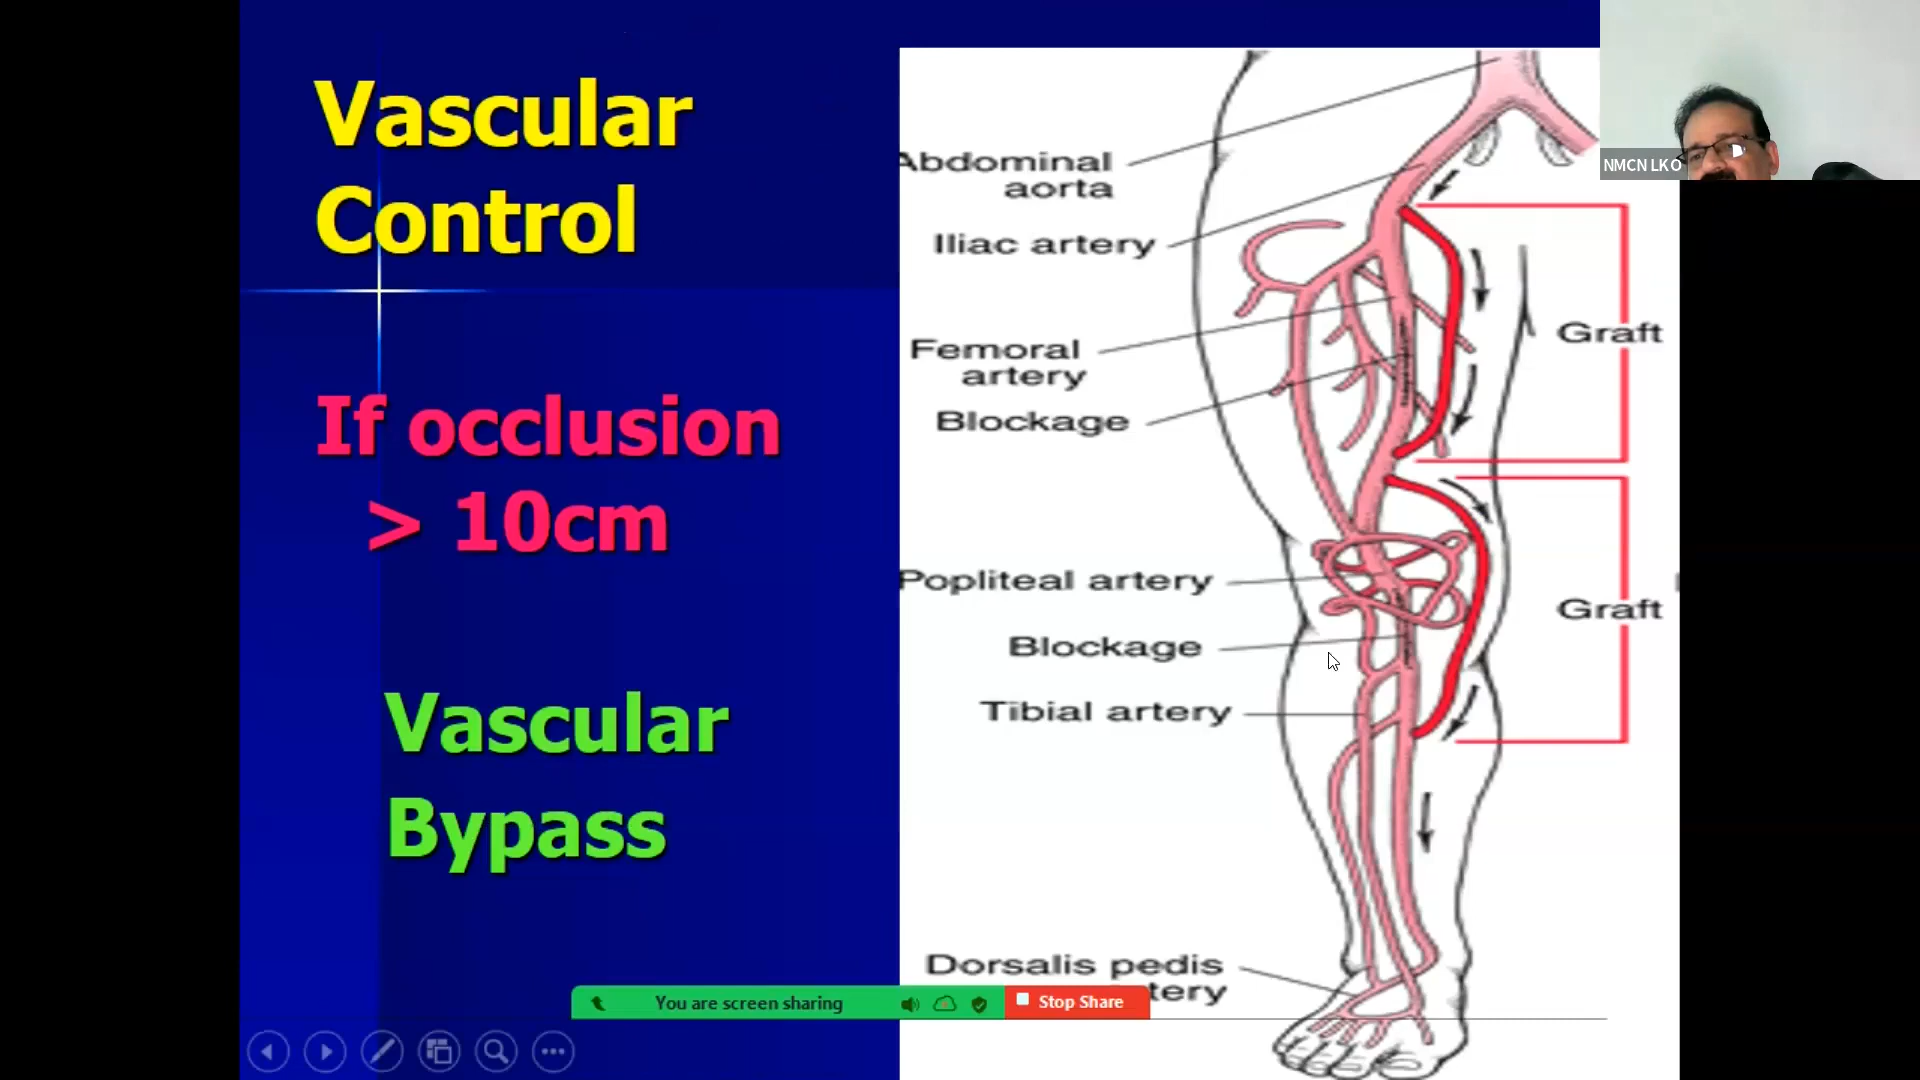 Vascular
Control
If occlusion
> 10cm
Vascular
Bypass
Abdominal
aorta
Iliac artery
Femoral
artery
Blockage
Popliteal artery
Blockage
Tibial artery
Dorsalis pedis
tery
Graft
Graft
NMCN LKO
You are screen sharing
Stop Share